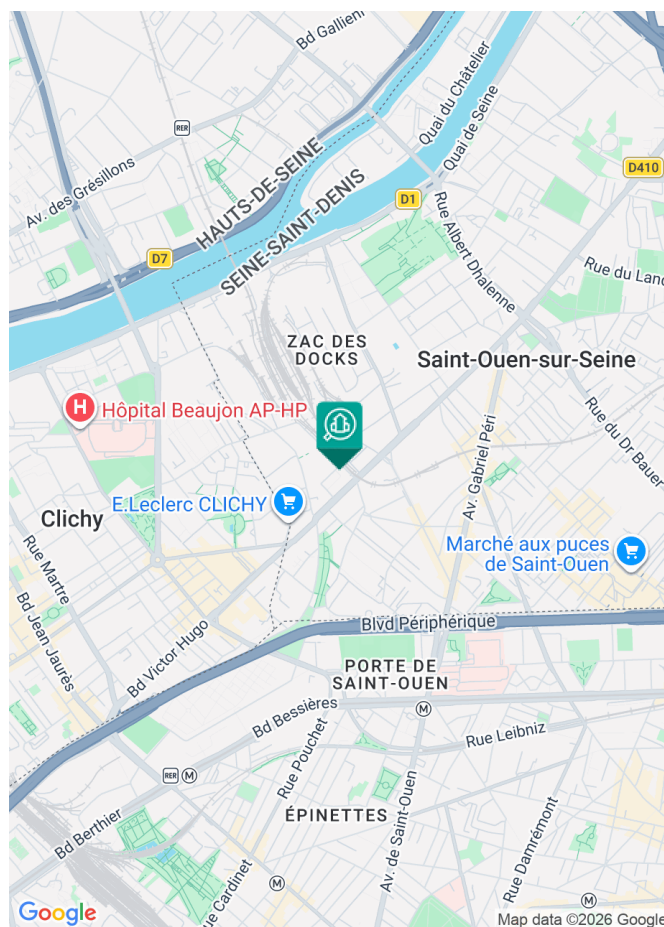 Bd Gallieni
Quai du Châtelier
Quai de Seine
RER
Av. des Grésillons
HAUTS-DE-SEINE
D410
SEINE-SAINT-DENIS
D1
D7
Rue Albert Dhalenne
Rue du Land
ZAC DES
DOCKS
Saint-Ouen-sur-Seine
H
Hôpital Beaujon AP-HP
Rue du Dr Bauer
Av. Gabriel Péri
E.Leclerc CLICHY
Clichy
Marché aux puces
de Saint-Ouen
Rue Martre
Bd Jean Jaurès
Bd Victor Hugo
Blvd Périphérique
PORTE DE
SAINT-OUEN
Bd Bessières
M
Rue Leibniz
Rue Pouchet
RER M
ÉPINETTES
Bd Berthier
Av. de Saint-Ouen
Rue Damrémont
ue Cardinet
M
M
Google
Map data ©2026 Google